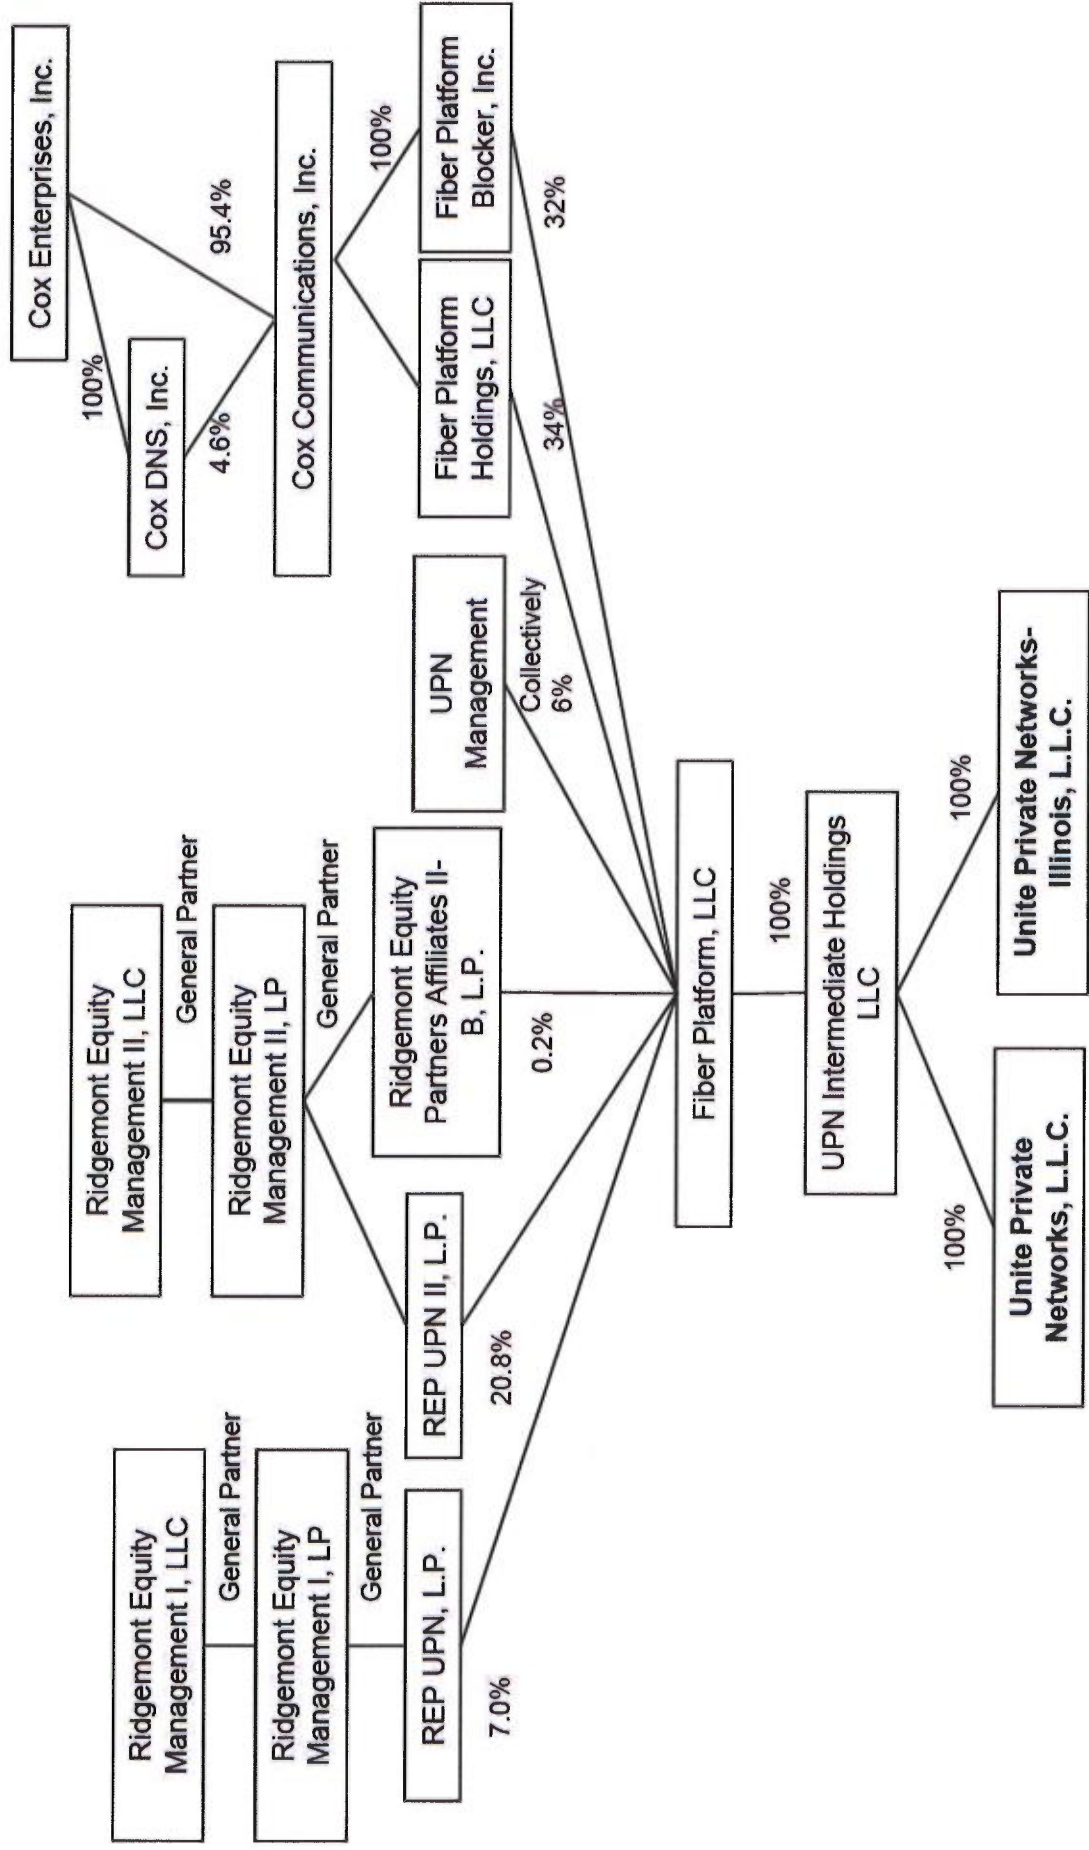 Cox Enterprises, Inc.
100%
95.4%
Cox DNS, Inc.
4.6%
Cox Communications, Inc.
100%
Fiber Platform
Holdings, LLC
Fiber Platform
Blocker, Inc.
34%
32%
UPN
Management
Collectively
6%
Ridgemont Equity
Management II, LLC
General Partner
Ridgemont Equity
Management II, LP
General Partner
REP UPN II, L.P.
20.8%
Ridgemont Equity
Partners Affiliates II-
B, L.P.
0.2%
Ridgemont Equity
Management I, LLC
General Partner
Ridgemont Equity
Management I, LP
General Partner
REP UPN, L.P.
7.0%
Fiber Platform, LLC
100%
UPN Intermediate Holdings
LLC
100%
100%
Unite Private
Networks, L.L.C.
Unite Private Networks-
Illinois, L.L.C.